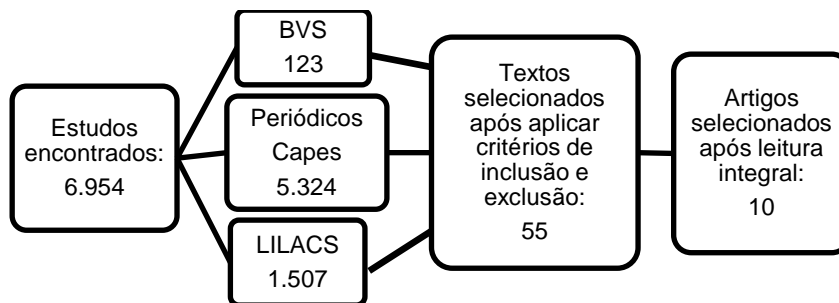 Estudos
encontrados:
6.954
BVS
123
Periódicos
Capes
5.324
LILACS
1.507
Textos
selecionados
após aplicar
critérios de
inclusão e
exclusão:
55
Artigos
selecionados
após leitura
integral:
10